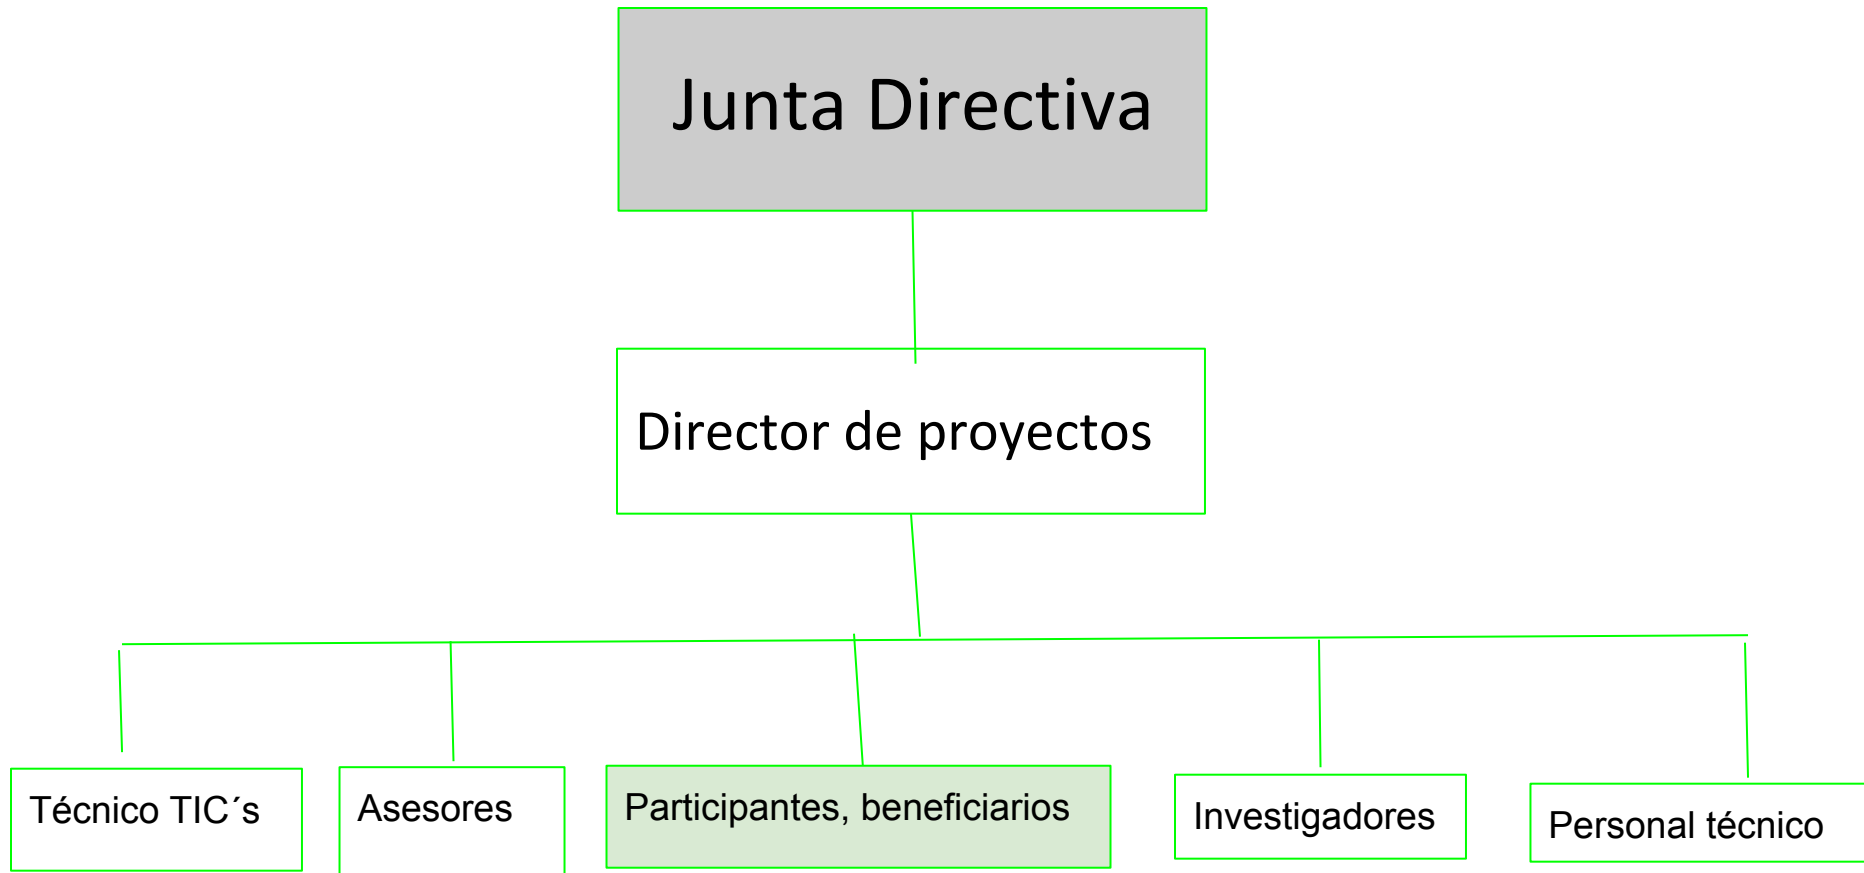 Junta Directiva
Director de proyectos
Técnico TIC´s
Asesores
Participantes, beneficiarios
Investigadores
Personal técnico